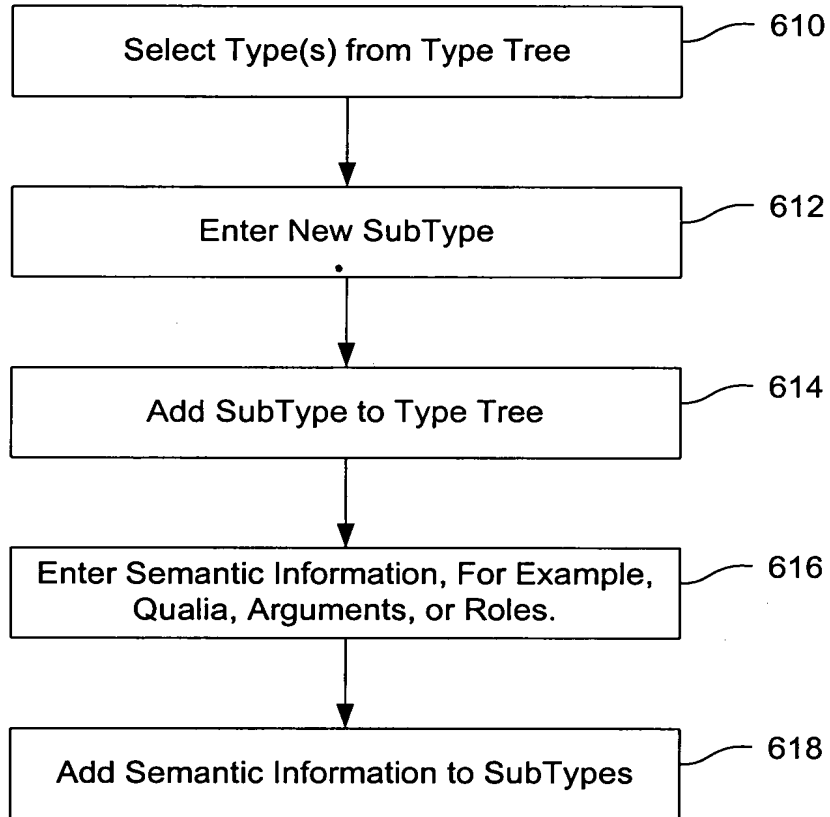 Select Type(s) from Type Tree
610
Enter New SubType
612
Add SubType to Type Tree
614
Enter Semantic Information, For Example,
Qualia, Arguments, or Roles.
616
Add Semantic Information to SubTypes
618